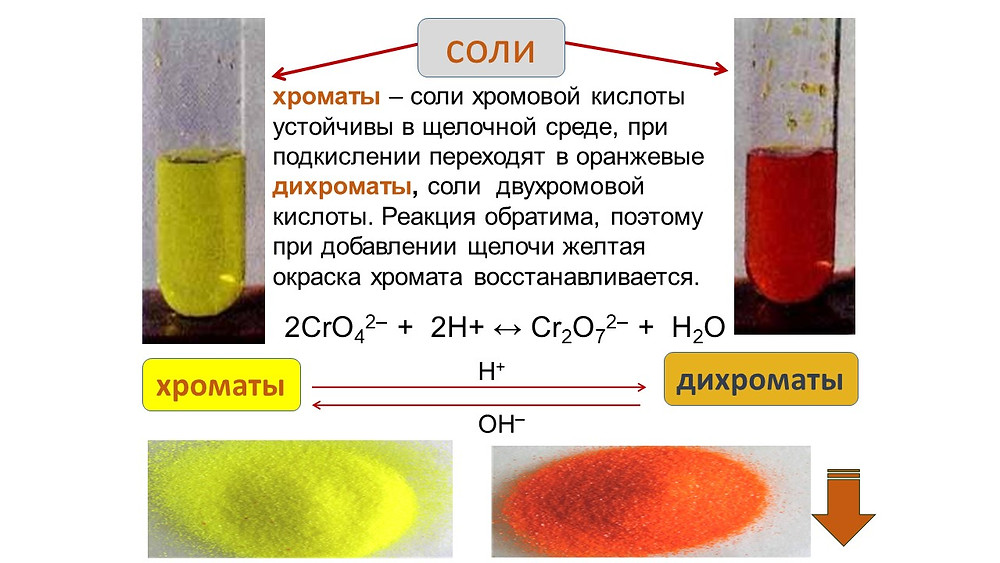 соли
хроматы – соли хромовой кислоты
устойчивы в щелочной среде, при
подкислении переходят в оранжевые
дихроматы, соли двухромовой
кислоты. Реакция обратима, поэтому
при добавлении щелочи желтая
окраска хромата восстанавливается.
2CrO₄²⁻ + 2H+ ↔ Cr₂O₇²⁻ + H₂O
хроматы
H⁺
дихроматы
OH⁻